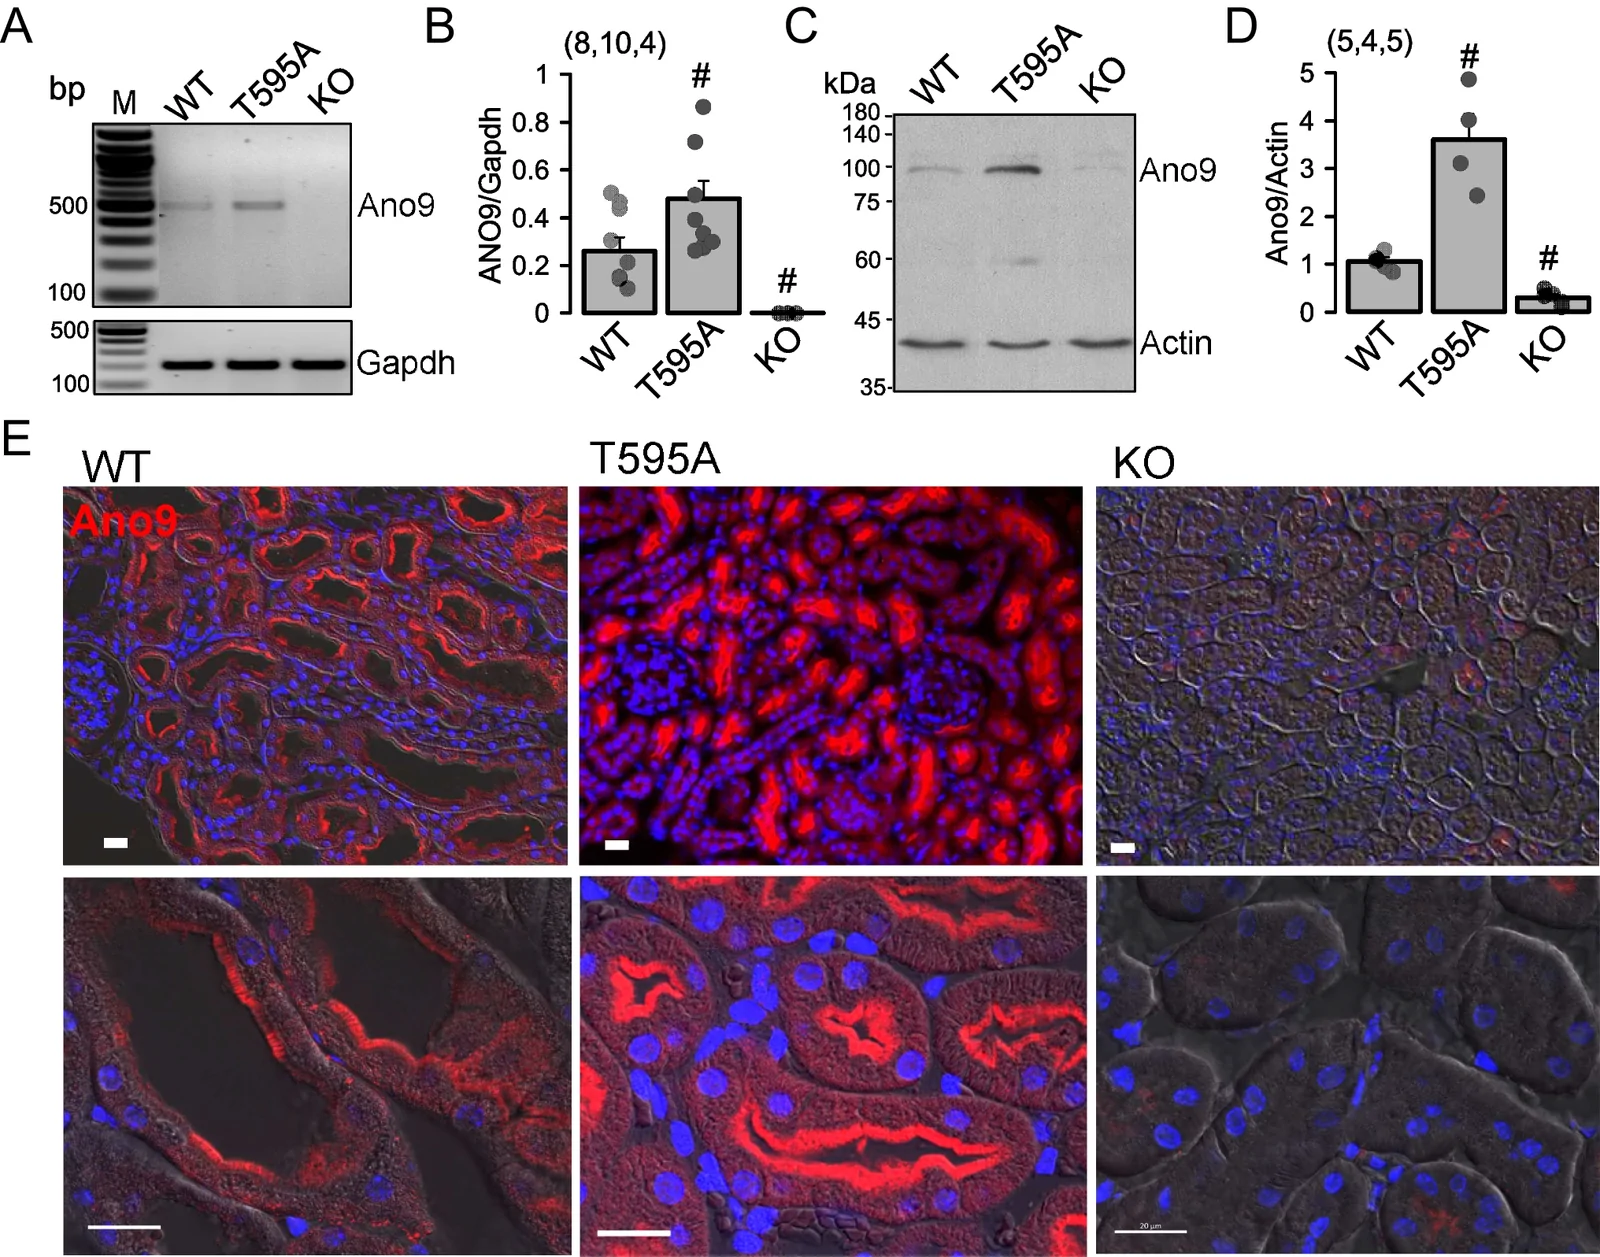 A
bp
M
WT
T595A
KO
500
100
Ano9
500
100
Gapdh
B
(8,10,4)
#
#
ANO9/Gapdh
1
0.8
0.6
0.4
0.2
0
WT
T595A
KO
C
kDa
WT
T595A
KO
180
140
100
75
60
45
35
Ano9
Actin
D
(5,4,5)
#
#
Ano9/Actin
5
4
3
2
1
0
WT
T595A
KO
E
WT
T595A
KO
Ano9
20 µm